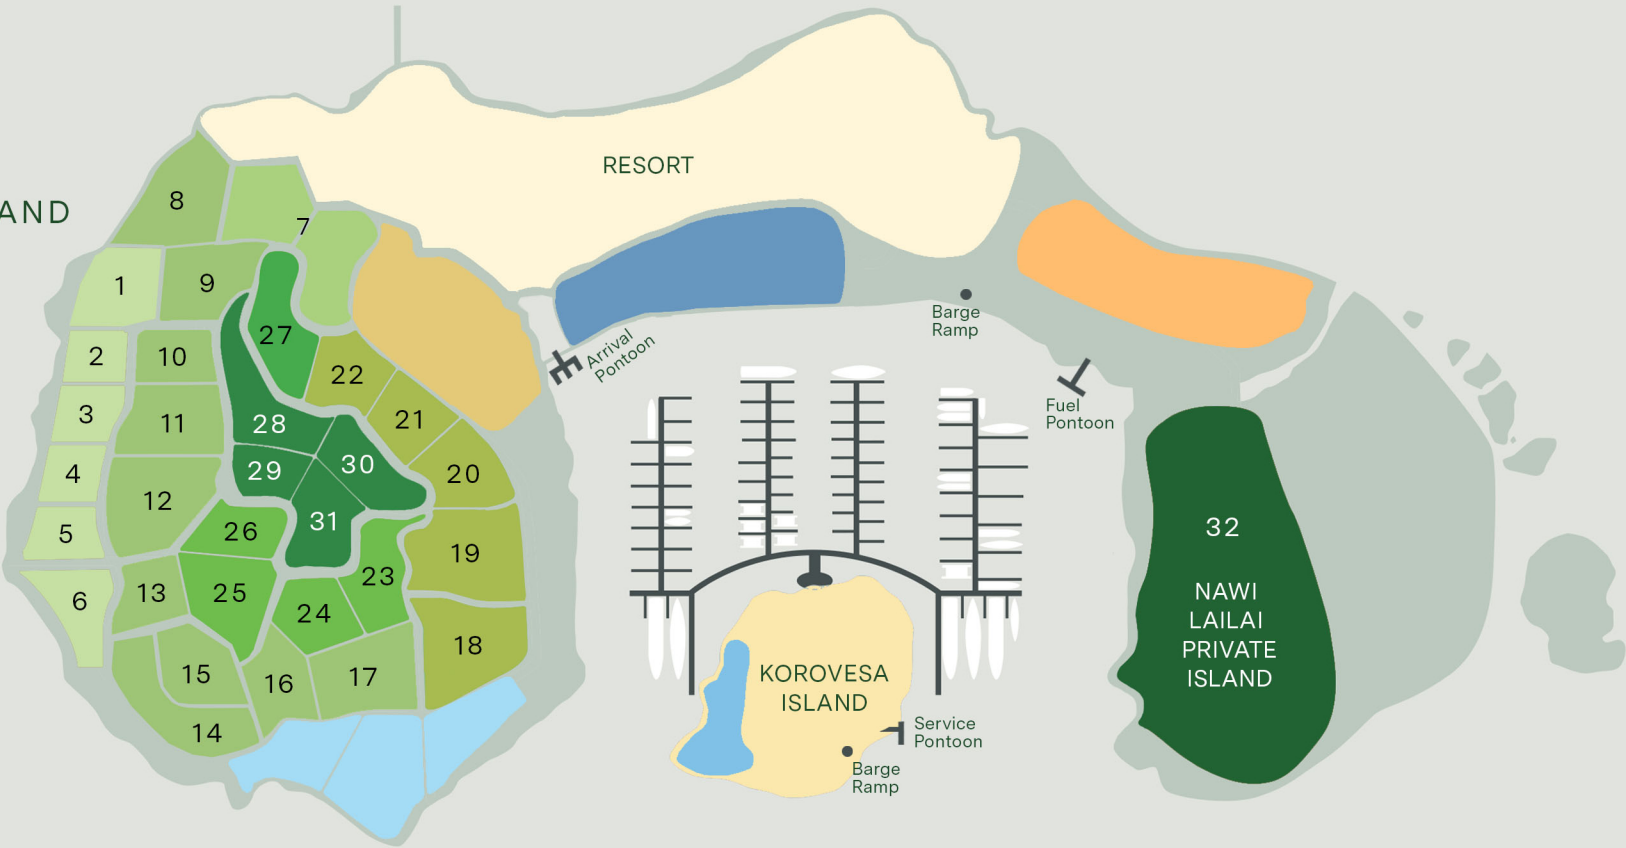 RESORT
8
AND
7
1
9
Barge
Ramp
27
Arrival
Pontoon
2
10
22
Fuel
Pontoon
3
11
28
21
4
29
30
20
12
31
5
26
19
32
6
13
25
24
23
NAWI
LAILAI
PRIVATE
ISLAND
18
15
16
17
KOROVESA
ISLAND
14
Service
Pontoon
Barge
Ramp